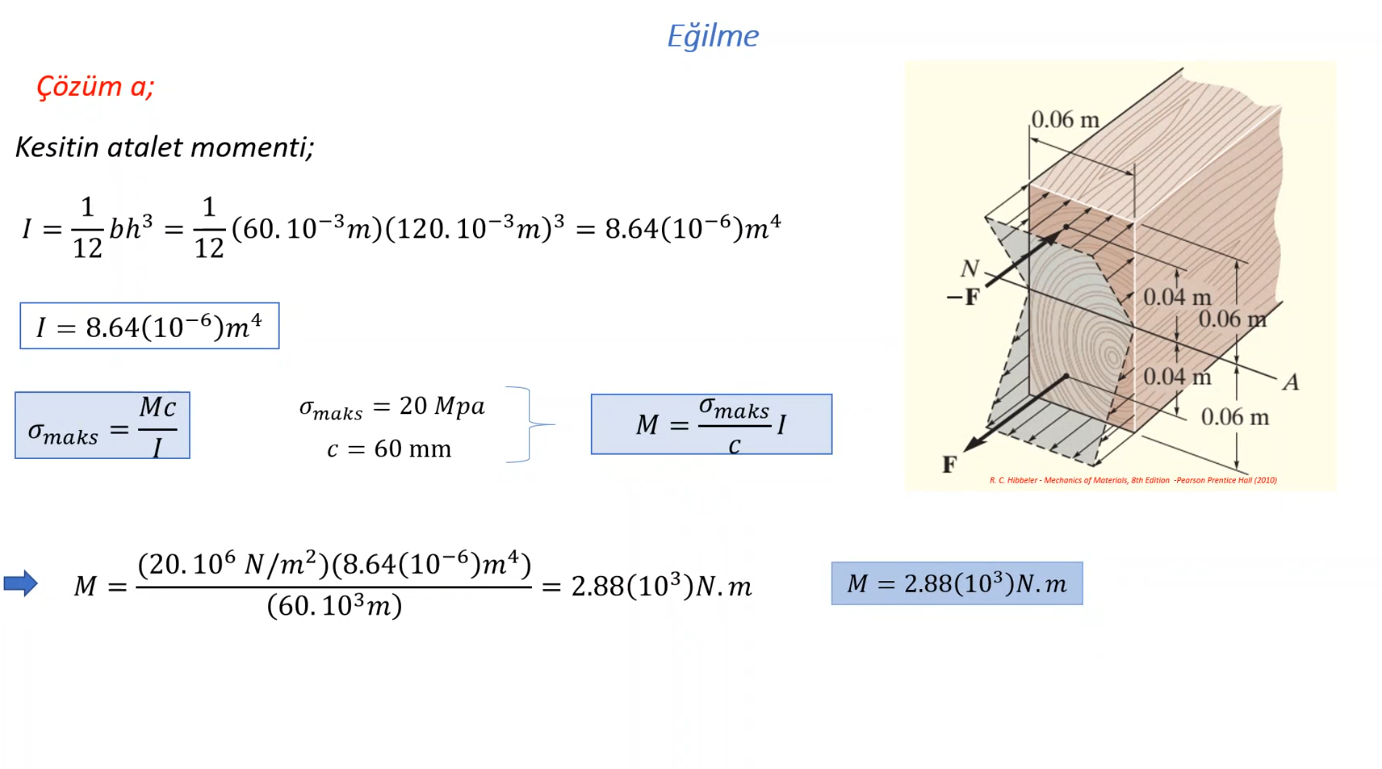 Eğilme
Çözüm a;
Kesitin atalet momenti;
I = 1/12 bh³ = 1/12 (60. 10⁻³m)(120. 10⁻³m)³ = 8.64(10⁻⁶)m⁴
I = 8.64(10⁻⁶)m⁴
σmaks = Mc/I
σmaks = 20 Mpa
c = 60 mm
M = σmaks/c I
M = (20. 10⁶ N/m²)(8.64(10⁻⁶)m⁴)/(60. 10³m) = 2.88(10³)N. m
M = 2.88(10³)N. m
0.06 m
N
−F
0.04 m
0.06 m
0.04 m
A
0.06 m
F
R. C. Hibbeler - Mechanics of Materials, 8th Edition -Pearson Prentice Hall (2010)